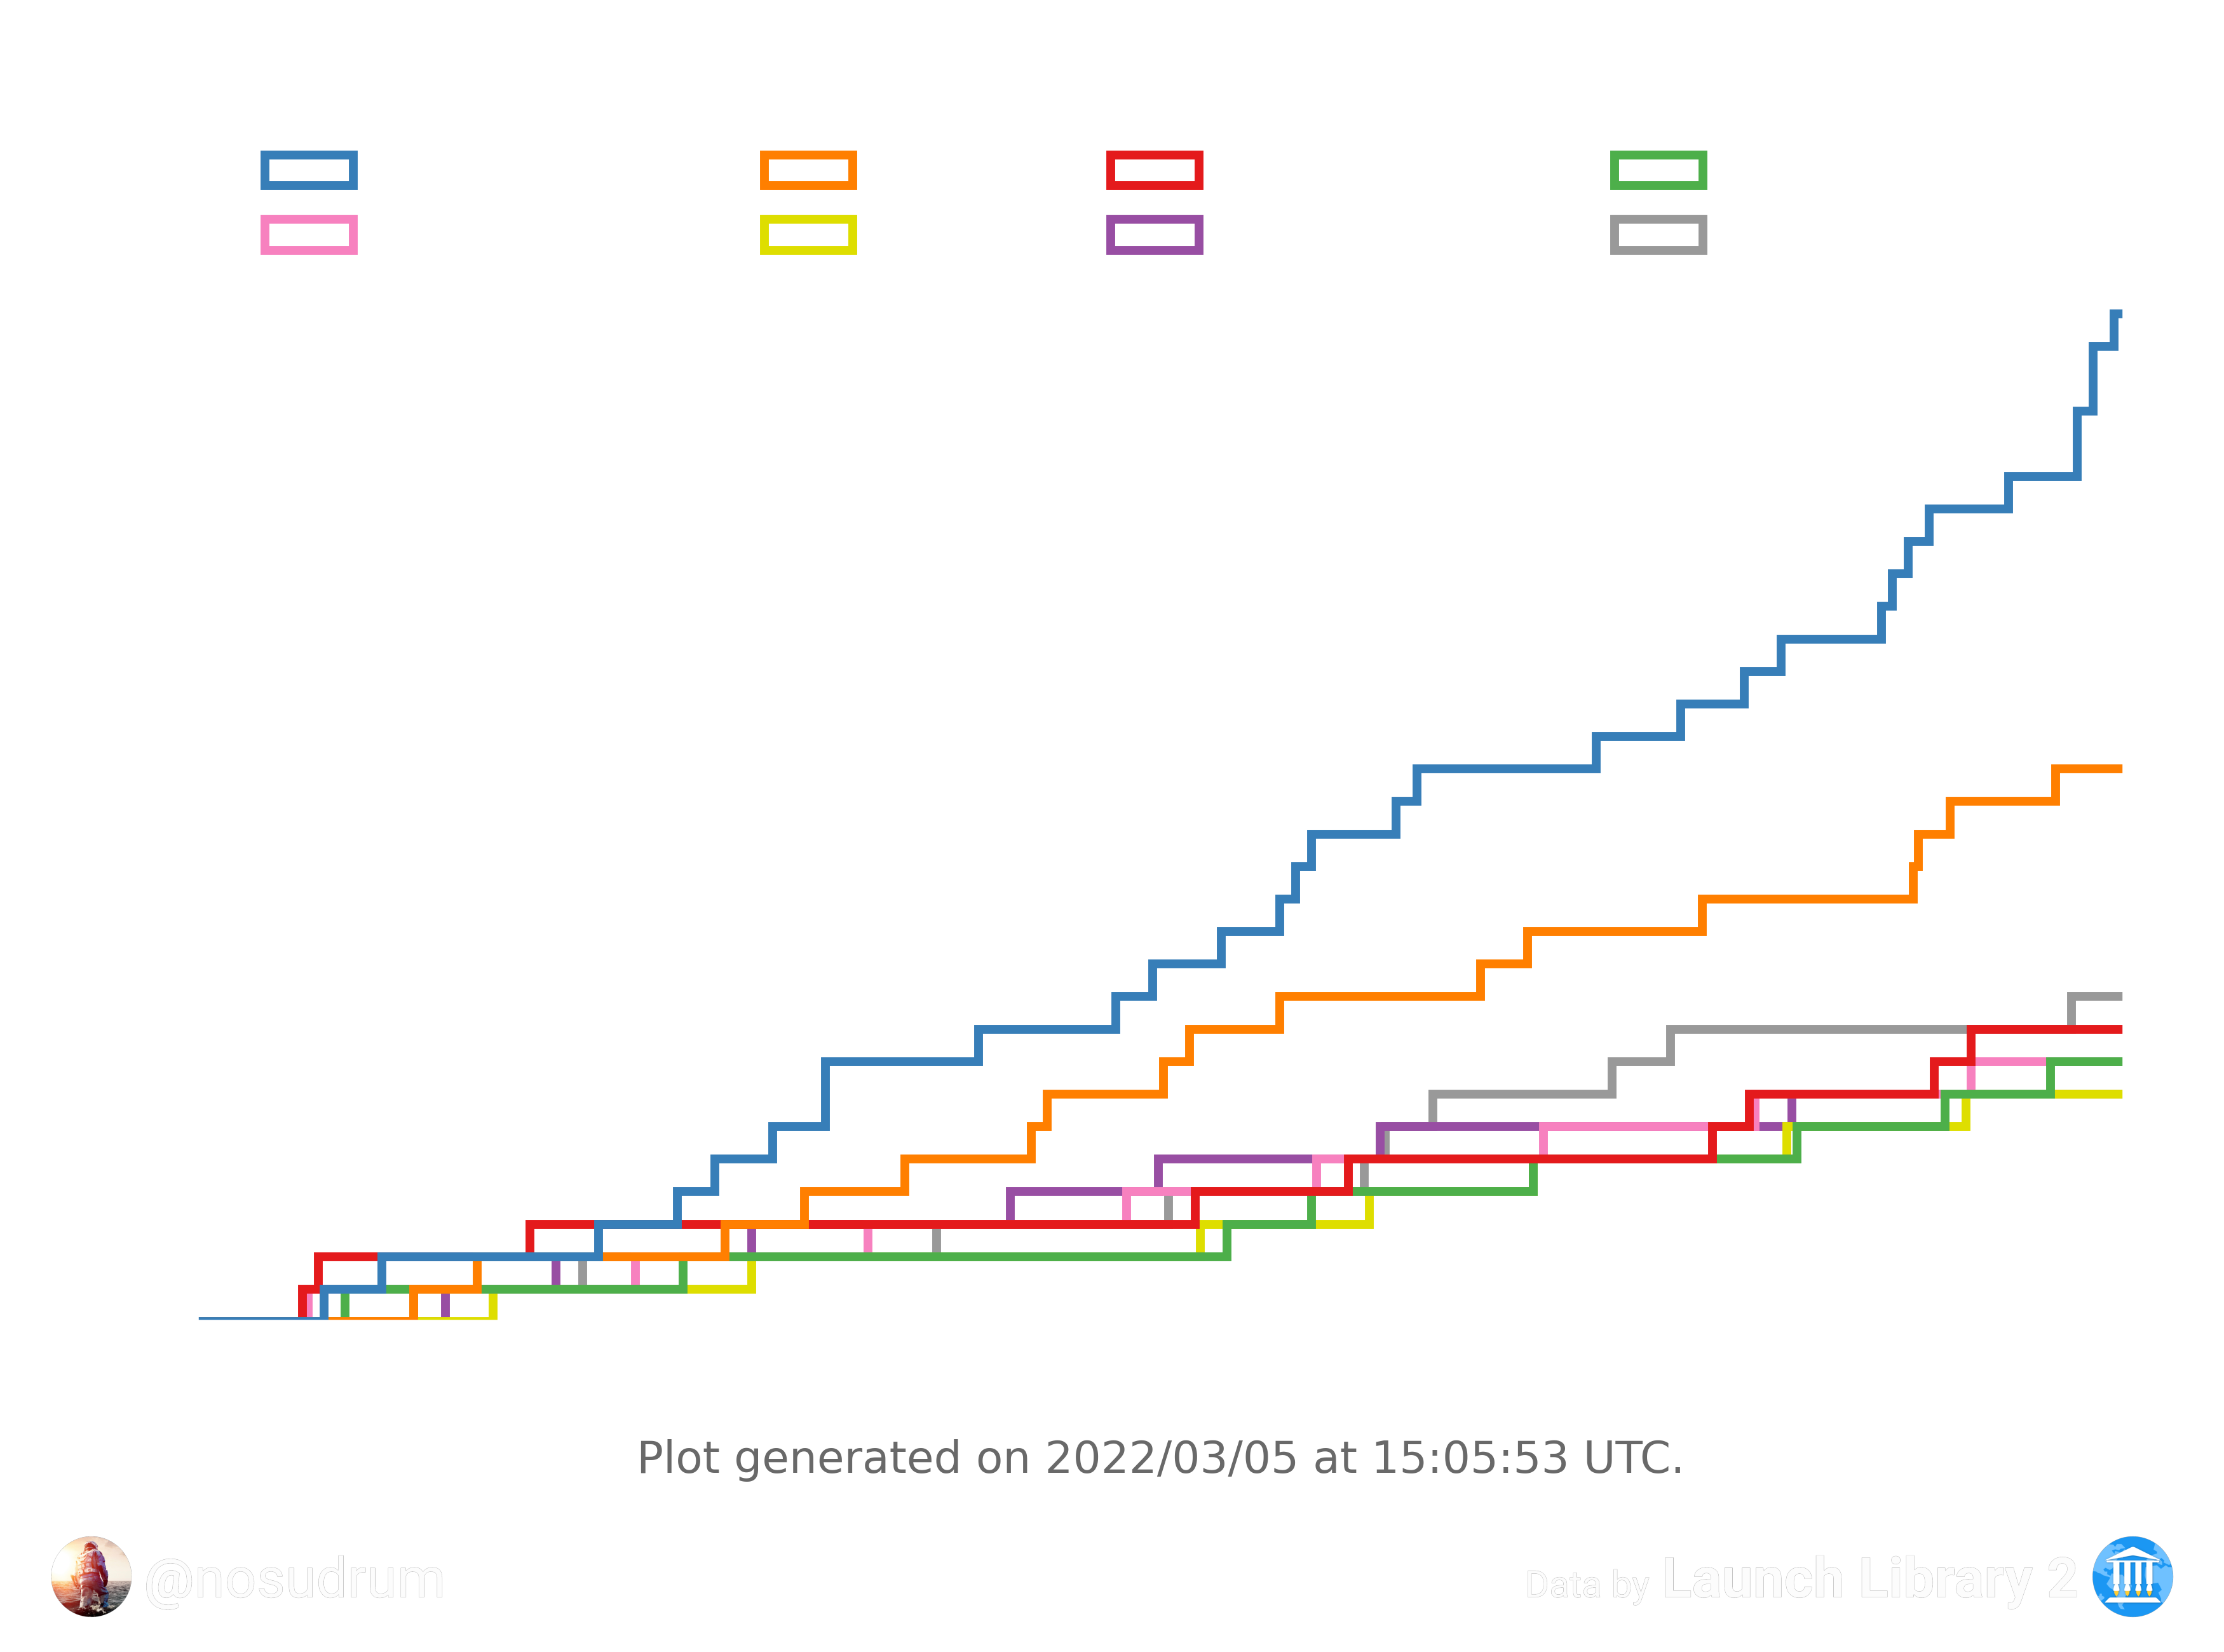 Plot generated on 2022/03/05 at 15:05:53 UTC.
@nosudrum
Data by Launch Library 2